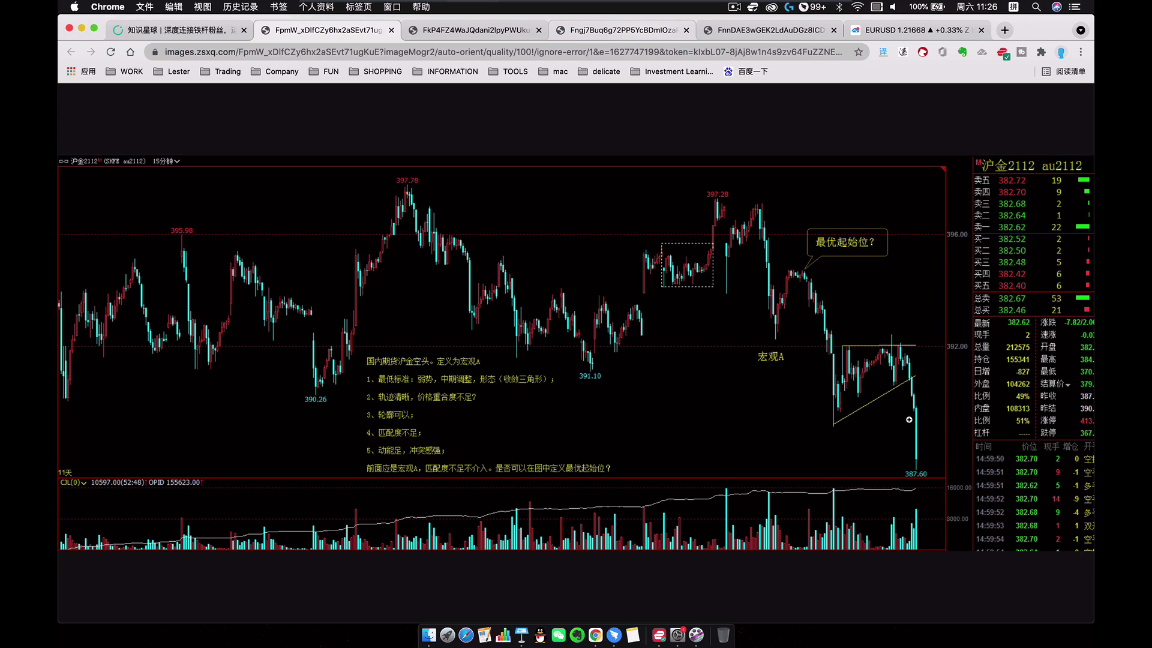 Chrome 文件 编辑 视图 历史记录 书签 个人资料 标签页 窗口 帮助 99+ 100% 周六 11:26
知识星球 | 深度连接铁杆粉丝,
FpmW_xDlfCZy6hx2aSEvt71ug
FkP4FZ4WaJQdani2IpyPWUku
Fngj7Buq6g72PP6YcBDmIOza
FnnDAE3wGEK2LdAuDGz8ICD
EURUSD 1.21668 ▲ +0.33% Z
images.zsxq.com/FpmW_xDlfCZy6hx2aSEvt71ugKuE?imageMogr2/auto-orient/quality/100!/ignore-error/1&e=1627747199&token=
应用 WORK Lester Trading Company FUN SHOPPING INFORMATION TOOLS mac delicate Investment Learni... 百度一下 阅读清单
沪金2112 (SHFE au2112) 15分钟
沪金2112 au2112
卖五 382.72 19
卖四 382.70 9
卖三 382.68 2
卖二 382.64 1
卖一 382.62 22
买一 382.52 2
买二 382.50 2
买三 382.48 5
买四 382.42 6
买五 382.40 6
总卖 382.67 53
总买 382.46 21
最新 382.62 涨跌 -7.82/2.0
现手 2 速涨 -0.0
总量 212575 开盘 382.
持仓 155341 最高 384.
日增 -827 最低 370.
外盘 104262 结算价 379.
比例 49% 昨收 387.
内盘 108313 昨结 390.
比例 51% 涨停 413.
杠杆 ---- 跌停 367.
时间 价位 现手 增仓 开平
14:59:50 382.70 2 0
14:59:50 382.70 9 -1
14:59:51 382.62 5 -1
14:59:52 382.70 14 -9
14:59:52 382.68 9 -4
14:59:53 382.68 1 1
14:59:54 382.70 2 -1
14:59:54 382.70 6 -1
397.78
397.28
395.98
396.00
最优起始位?
392.00
宏观A
391.10
390.26
国内期货沪金空头。定义为宏观A
1、最低标准:弱势,中期调整,形态(收敛三角形);
2、轨迹清晰,价格重合度不足?
3、轮廓可以;
4、匹配度不足;
5、动能足,冲突感强;
前面应是宏观A,匹配度不足不介入。是否可以在图中定义最优起始位?
387.60
11天
CJL(0) 10597.00(52:48) OPID 155623.00
16000.00
8000.00